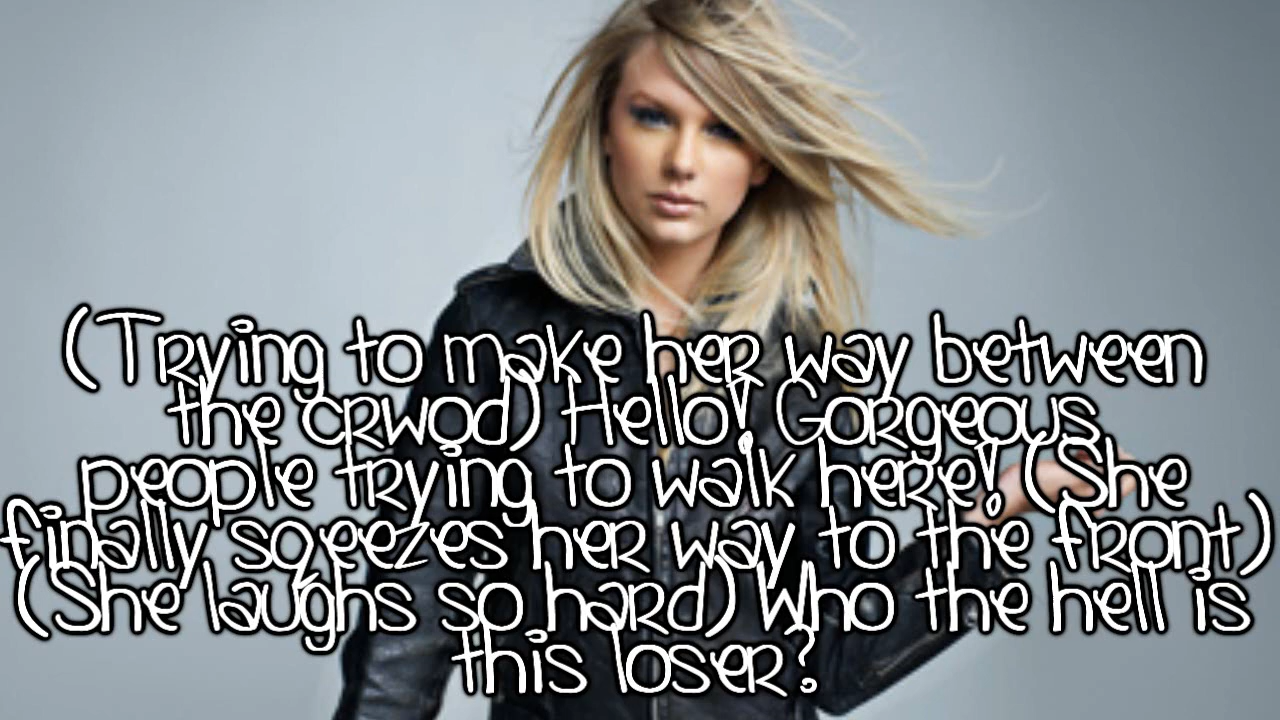 (Trying to make her way between
the crwod) Hello! Gorgeous
people trying to walk here! (She
finally sqeezes her way to the front)
(She laughs so hard) Who the hell is
this loser?